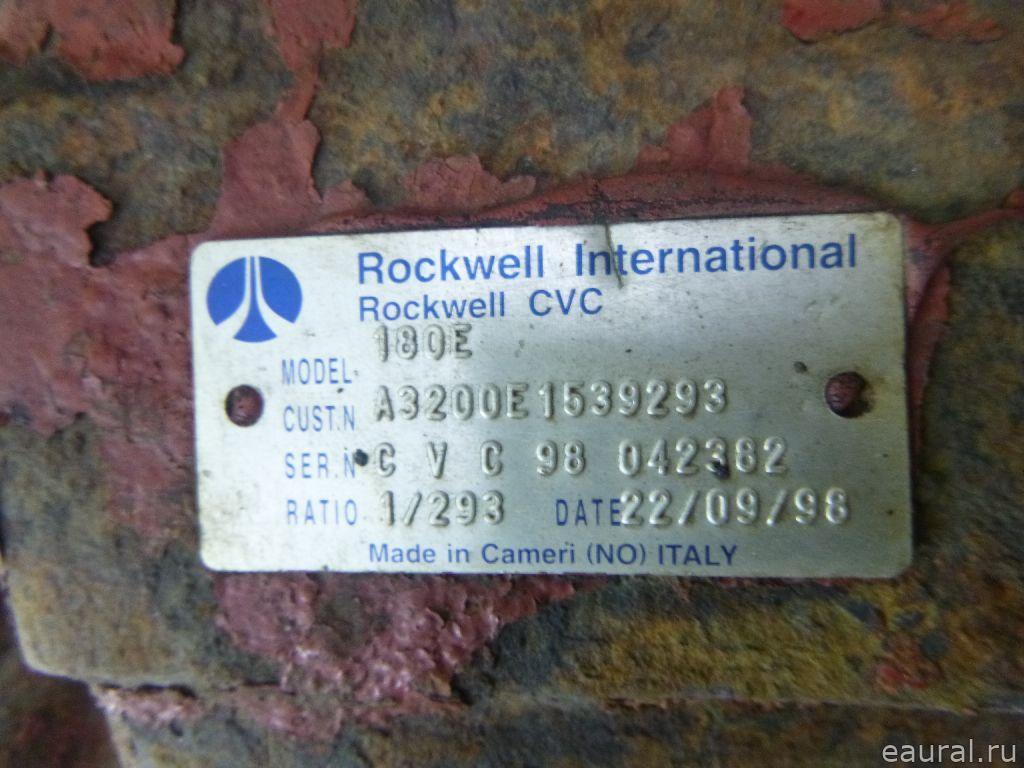 Rockwell International
Rockwell CVC
MODEL 180E
CUST.N A3200E1539293
SER.N C V C 98 042382
RATIO 1/293 DATE 22/09/98
Made in Cameri (NO) ITALY
eaural.ru